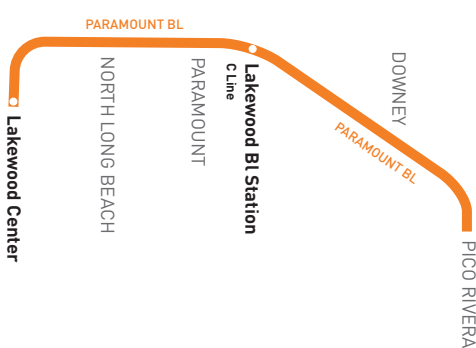 PARAMOUNT BL
Lakewood Center
NORTH LONG BEACH
PARAMOUNT
Lakewood Bl Station
C Line
DOWNEY
PARAMOUNT BL
PICO RIVERA